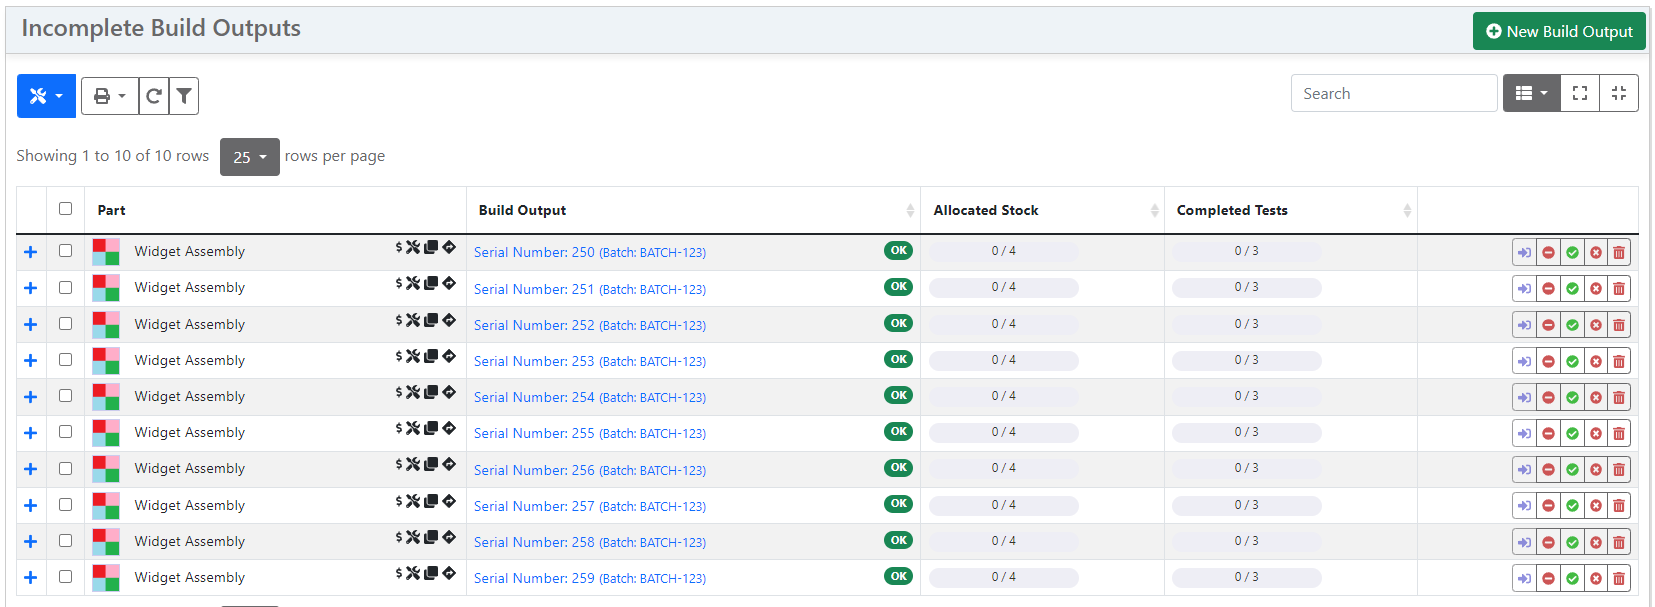 Incomplete Build Outputs
New Build Output
Search
Showing 1 to 10 of 10 rows 25 rows per page
Part Build Output Allocated Stock Completed Tests
Widget Assembly $ Serial Number: 250 (Batch: BATCH-123) OK 0 / 4 0 / 3
Widget Assembly $ Serial Number: 251 (Batch: BATCH-123) OK 0 / 4 0 / 3
Widget Assembly $ Serial Number: 252 (Batch: BATCH-123) OK 0 / 4 0 / 3
Widget Assembly $ Serial Number: 253 (Batch: BATCH-123) OK 0 / 4 0 / 3
Widget Assembly $ Serial Number: 254 (Batch: BATCH-123) OK 0 / 4 0 / 3
Widget Assembly $ Serial Number: 255 (Batch: BATCH-123) OK 0 / 4 0 / 3
Widget Assembly $ Serial Number: 256 (Batch: BATCH-123) OK 0 / 4 0 / 3
Widget Assembly $ Serial Number: 257 (Batch: BATCH-123) OK 0 / 4 0 / 3
Widget Assembly $ Serial Number: 258 (Batch: BATCH-123) OK 0 / 4 0 / 3
Widget Assembly $ Serial Number: 259 (Batch: BATCH-123) OK 0 / 4 0 / 3